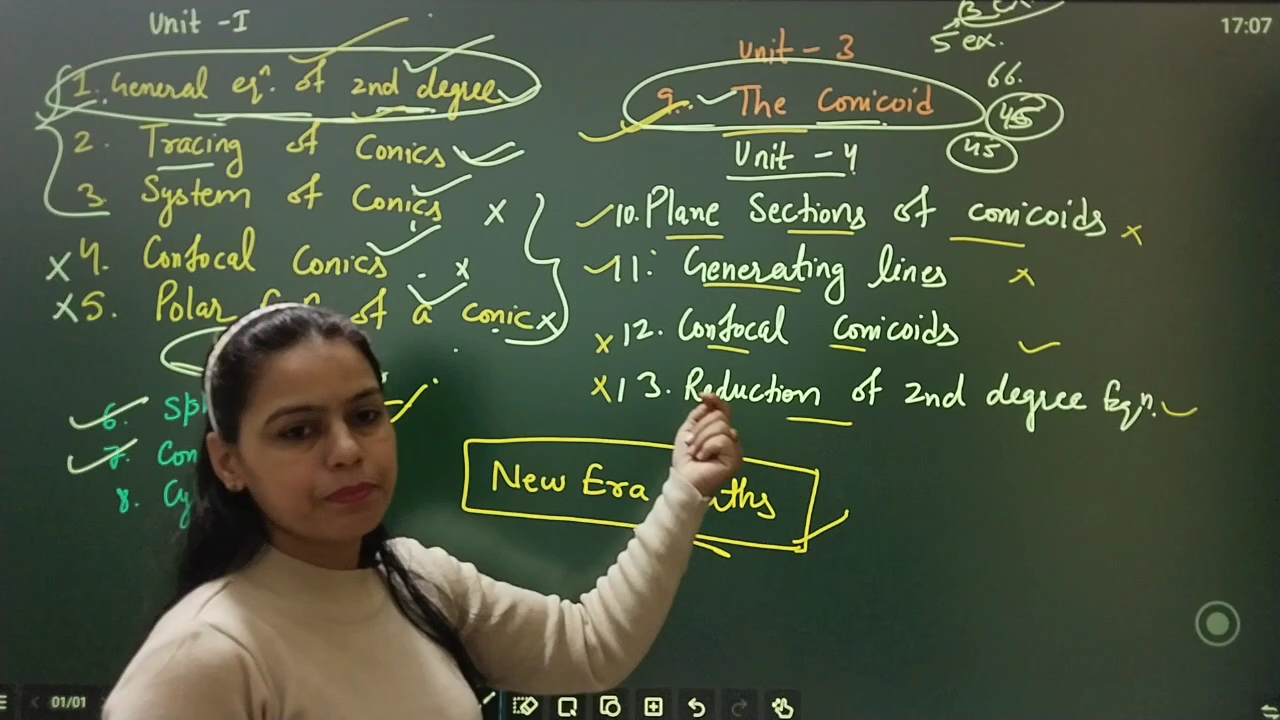 Unit - I
1. General eqn. of 2nd degree
2. Tracing of Conics
3. System of Conics x
x 4. Confocal Conics x
x 5. Polar of a conic x
6. Sp
7. Con
8. Cy
5 ex.
17:07
Unit - 3
9. The Conicoid
66.
45
45
Unit - 4
10. Plane Sections of conicoids x
11. Generating lines x
x 12. Confocal Conicoids
x 13. Reduction of 2nd degree Eqn.
New Era
01/01